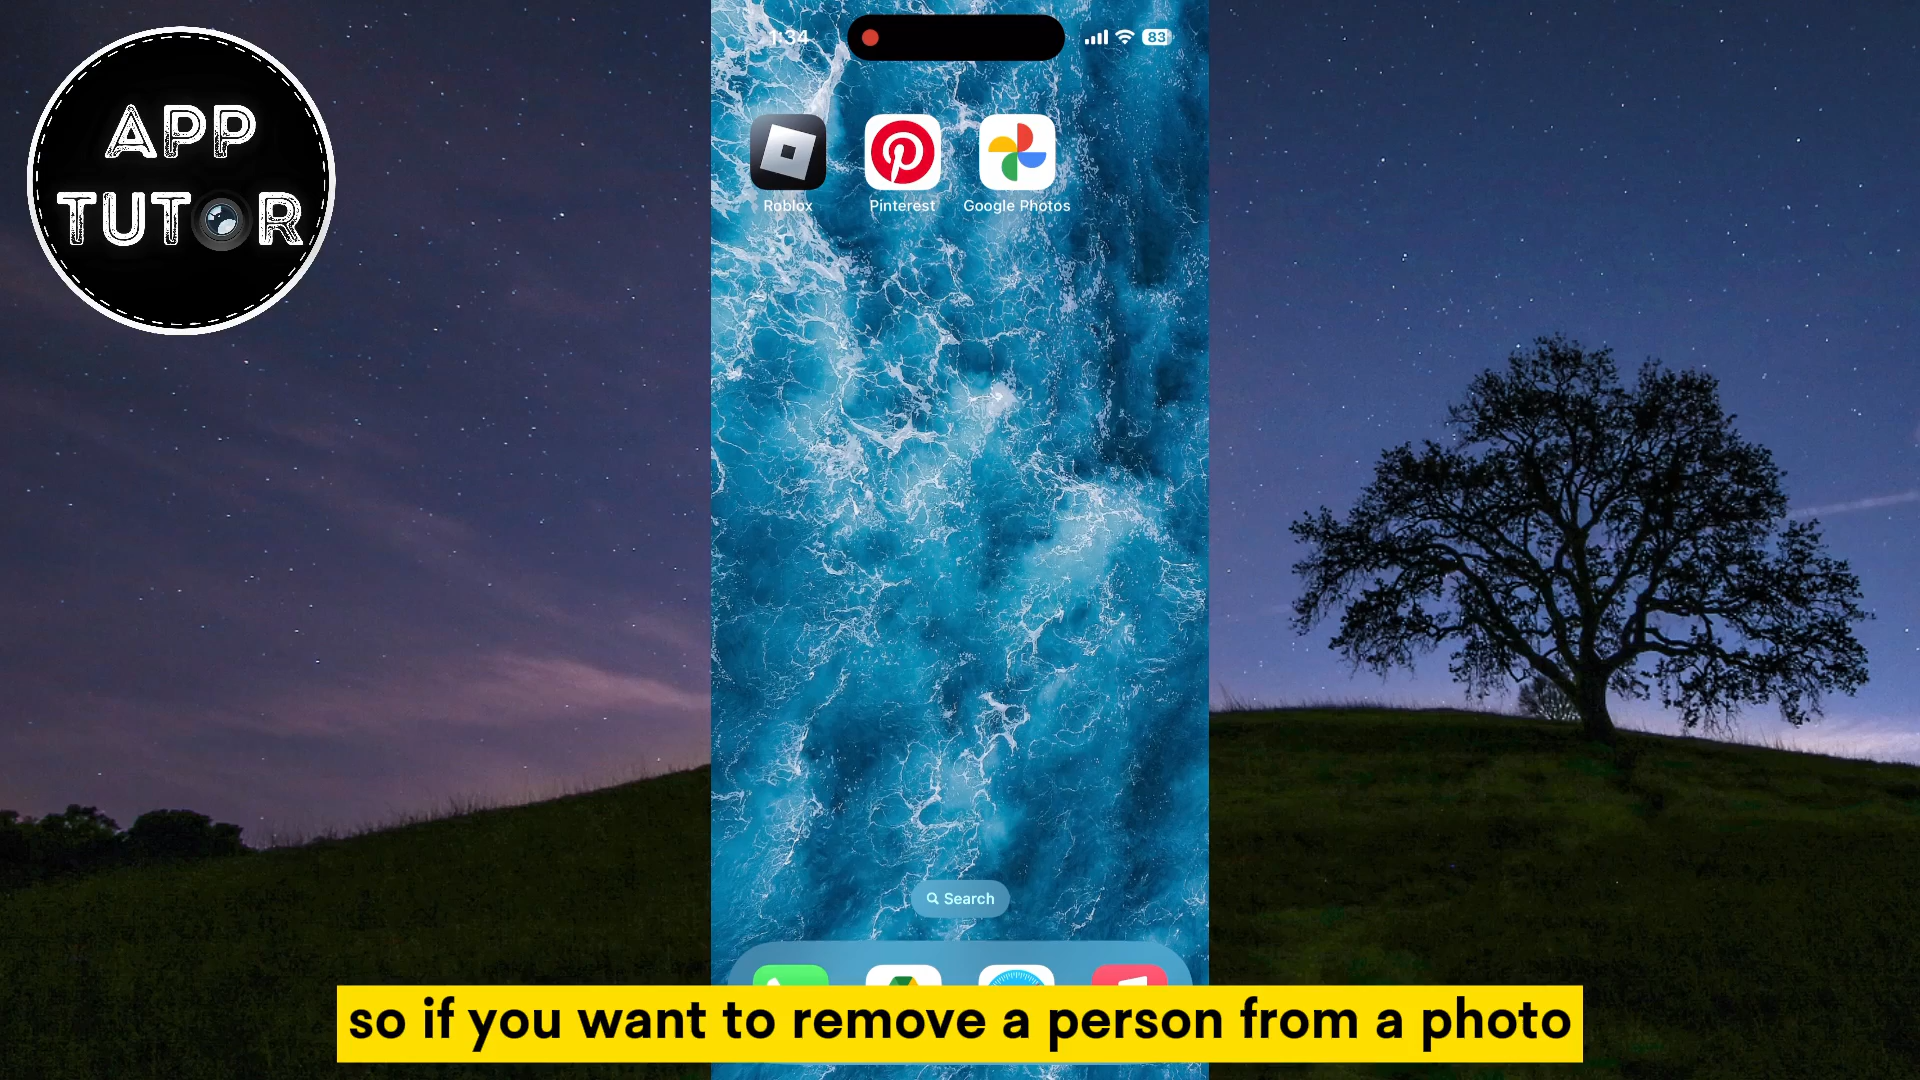 APP
TUTOR
1:34
83
Roblox
Pinterest
Google Photos
Search
so if you want to remove a person from a photo